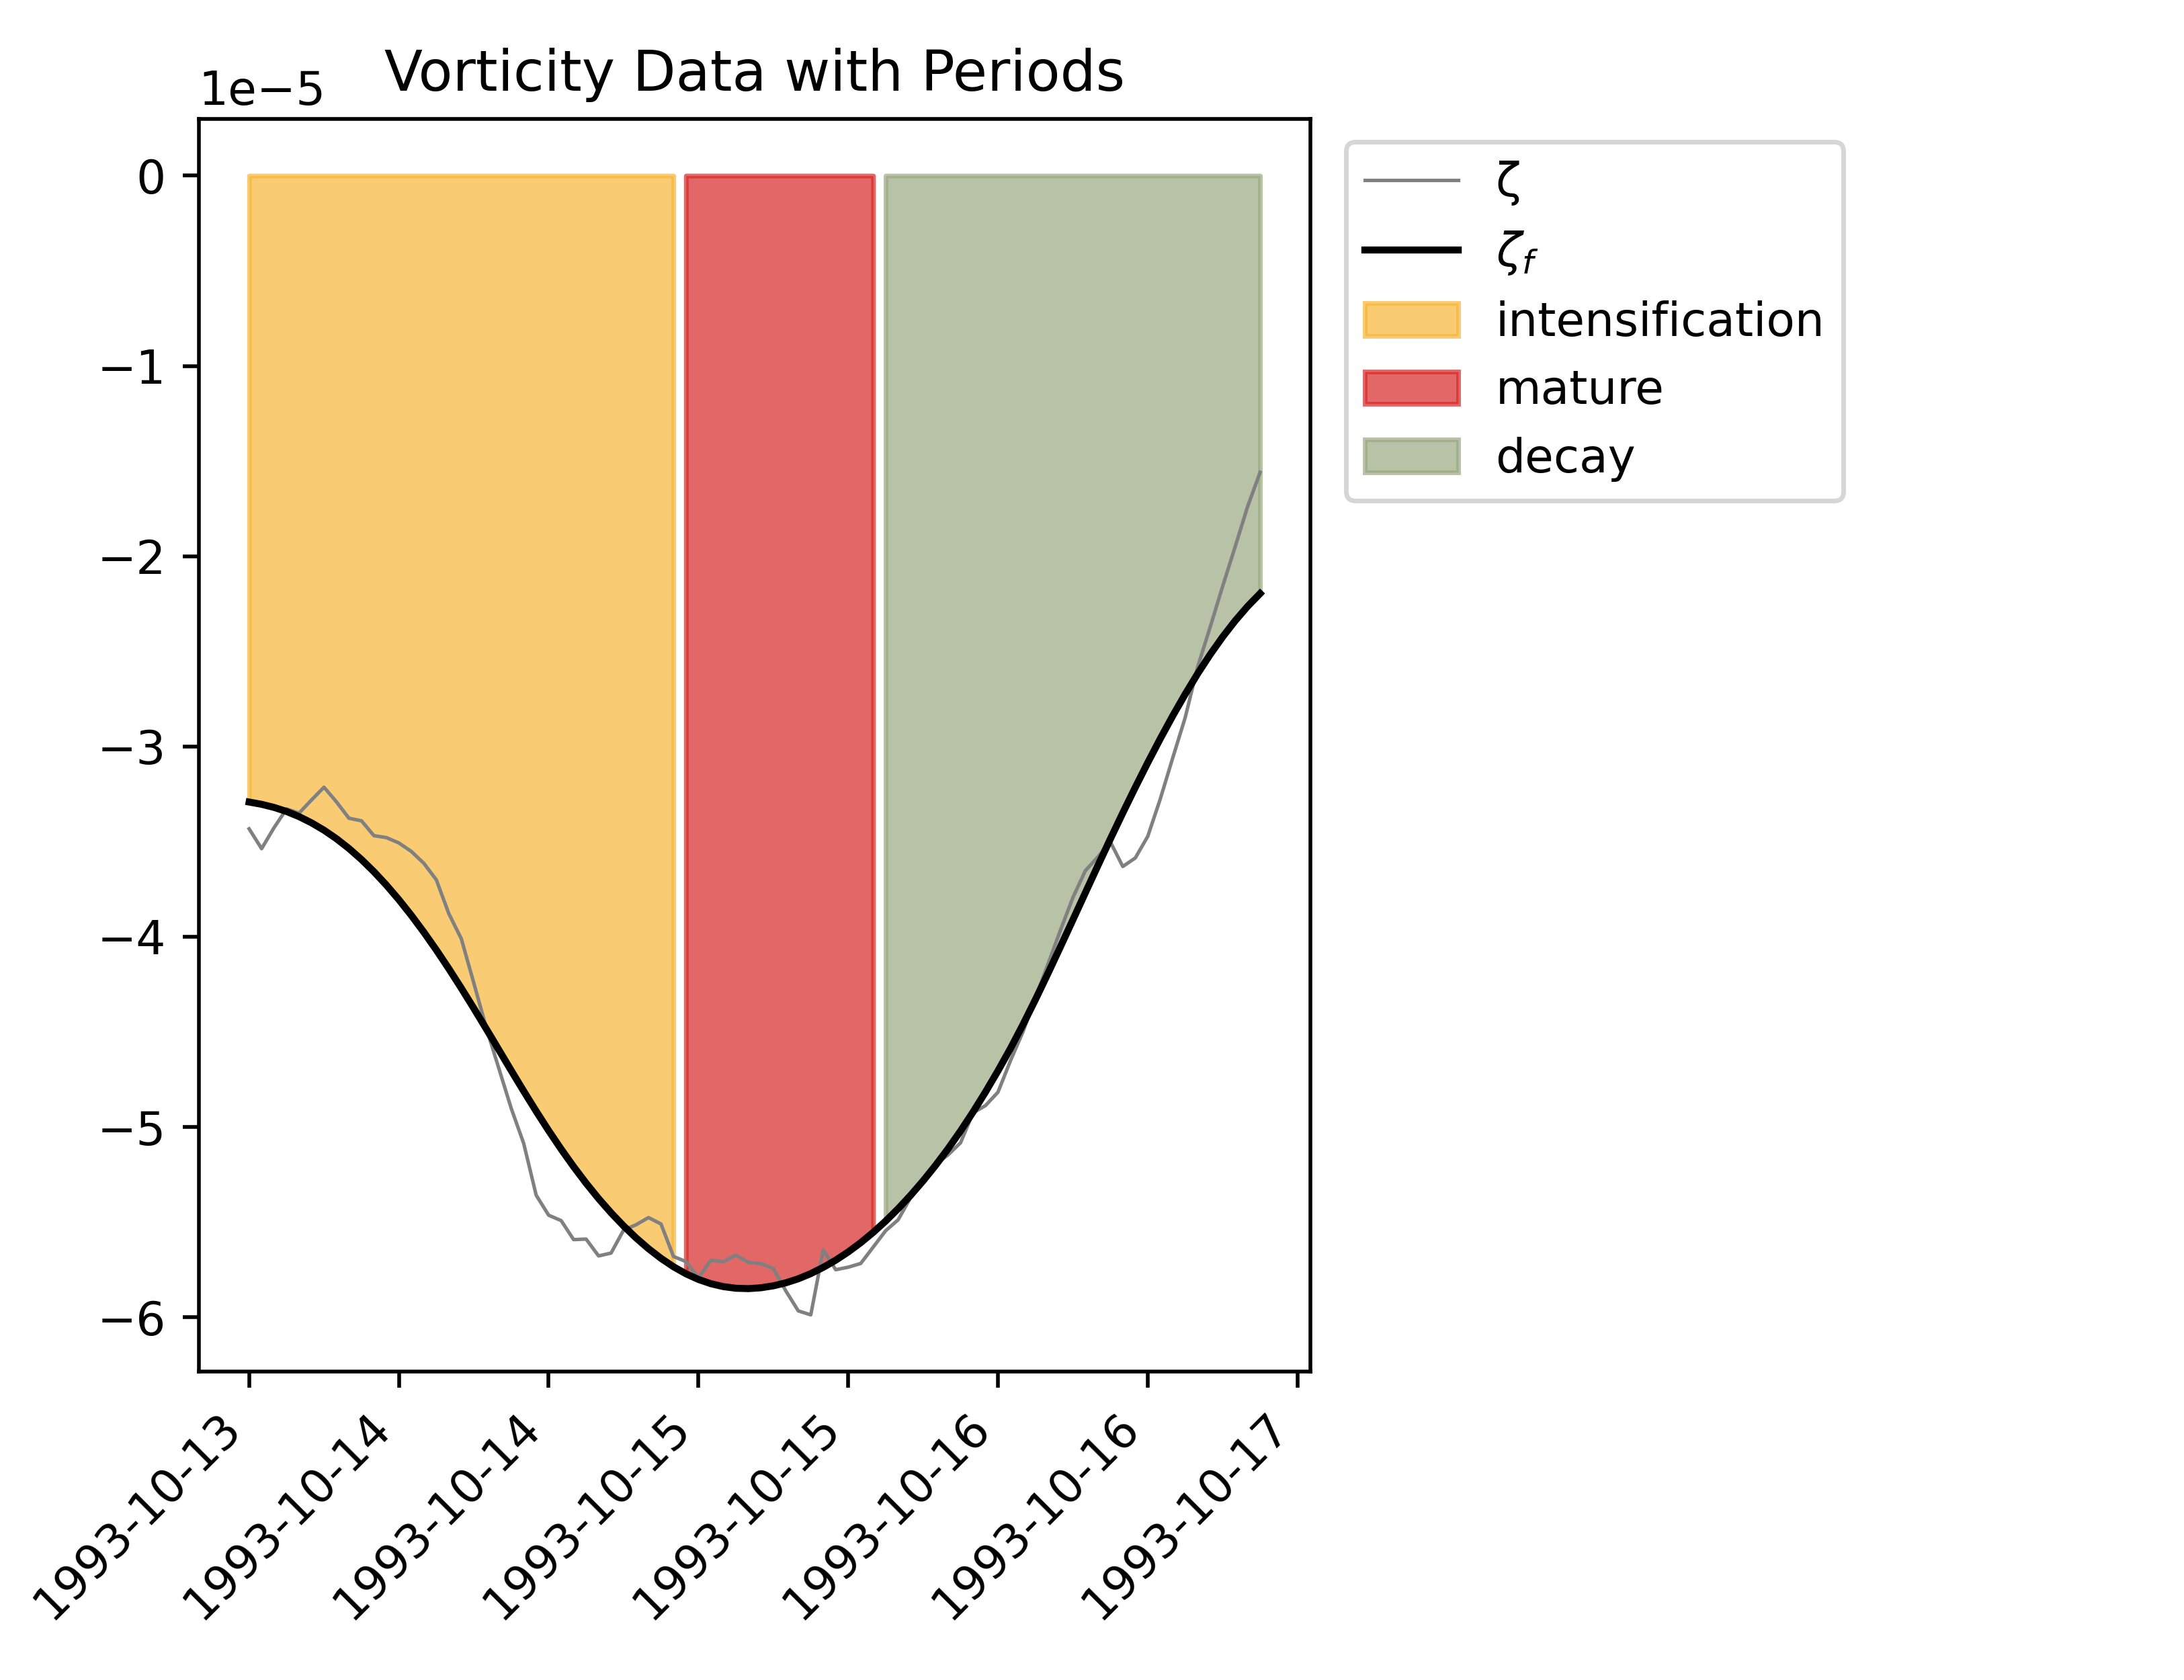 Vorticity Data with Periods
1e−5
0
−1
−2
−3
−4
−5
−6
1993-10-13
1993-10-14
1993-10-14
1993-10-15
1993-10-15
1993-10-16
1993-10-16
1993-10-17
ζ
ζf
intensification
mature
decay